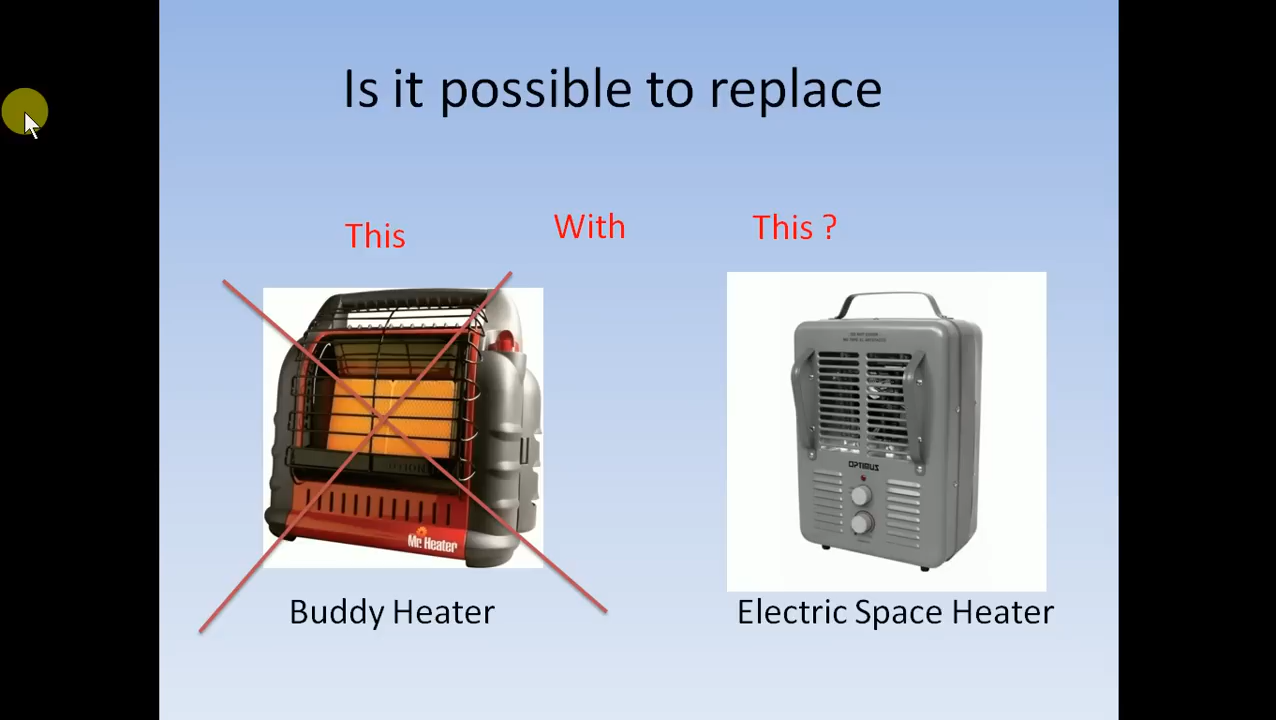 Is it possible to replace
This With This ?
OPTIMUS
Mr. Heater
Buddy Heater Electric Space Heater